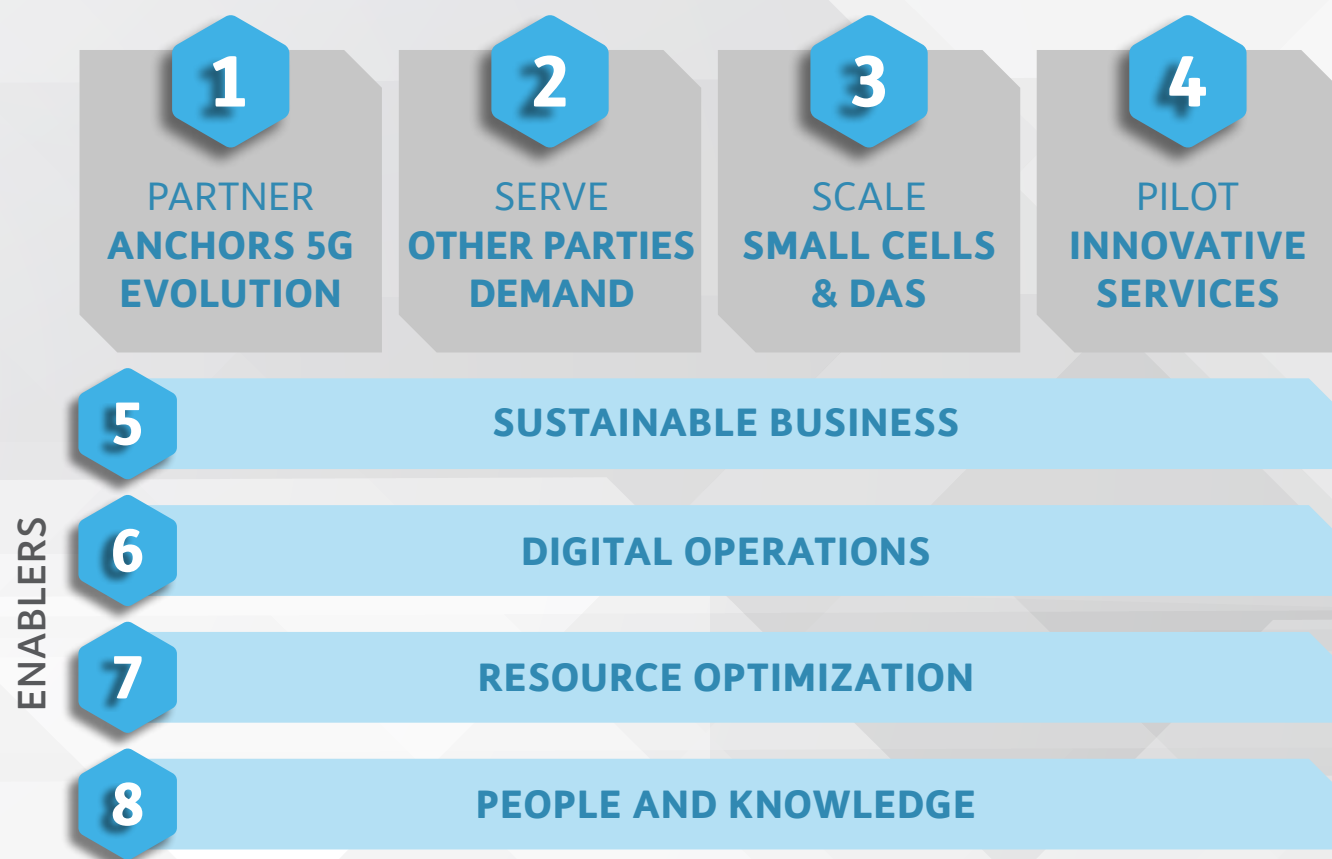 1
PARTNER
ANCHORS 5G
EVOLUTION
2
SERVE
OTHER PARTIES
DEMAND
3
SCALE
SMALL CELLS
& DAS
4
PILOT
INNOVATIVE
SERVICES
ENABLERS
5
SUSTAINABLE BUSINESS
6
DIGITAL OPERATIONS
7
RESOURCE OPTIMIZATION
8
PEOPLE AND KNOWLEDGE